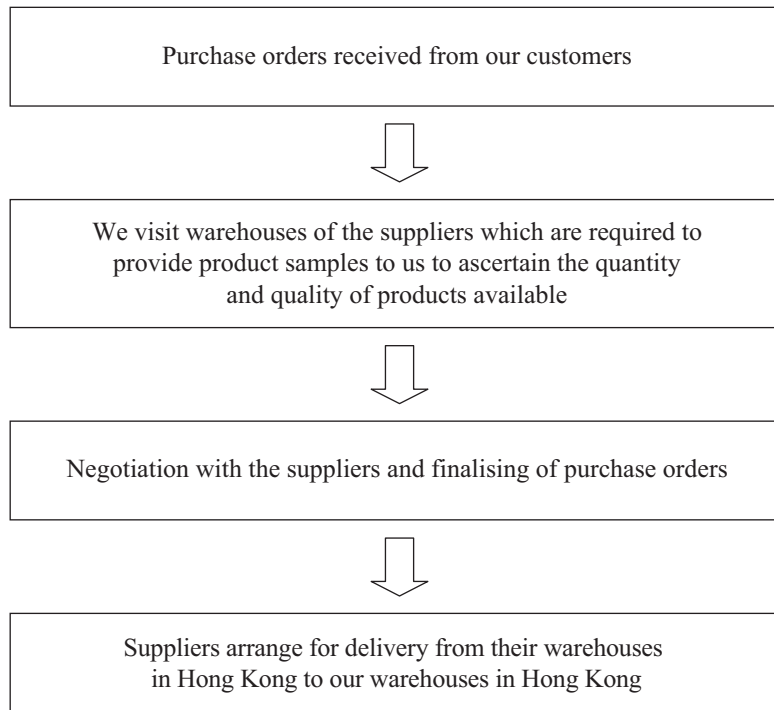 Purchase orders received from our customers
We visit warehouses of the suppliers which are required to
provide product samples to us to ascertain the quantity
and quality of products available
Negotiation with the suppliers and finalising of purchase orders
Suppliers arrange for delivery from their warehouses
in Hong Kong to our warehouses in Hong Kong